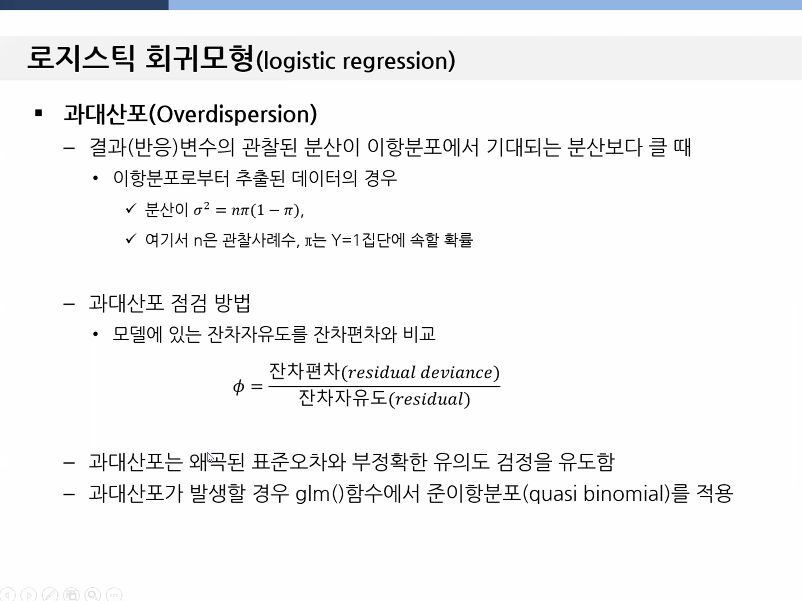 로지스틱 회귀모형(logistic regression)
▪ 과대산포(Overdispersion)
– 결과(반응)변수의 관찰된 분산이 이항분포에서 기대되는 분산보다 클 때
• 이항분포로부터 추출된 데이터의 경우
✓ 분산이 σ² = nπ(1 − π),
✓ 여기서 n은 관찰사례수, π는 Y=1집단에 속할 확률
– 과대산포 점검 방법
• 모델에 있는 잔차자유도를 잔차편차와 비교
ϕ = 잔차편차(residual deviance) / 잔차자유도(residual)
– 과대산포는 왜곡된 표준오차와 부정확한 유의도 검정을 유도함
– 과대산포가 발생할 경우 glm()함수에서 준이항분포(quasi binomial)를 적용